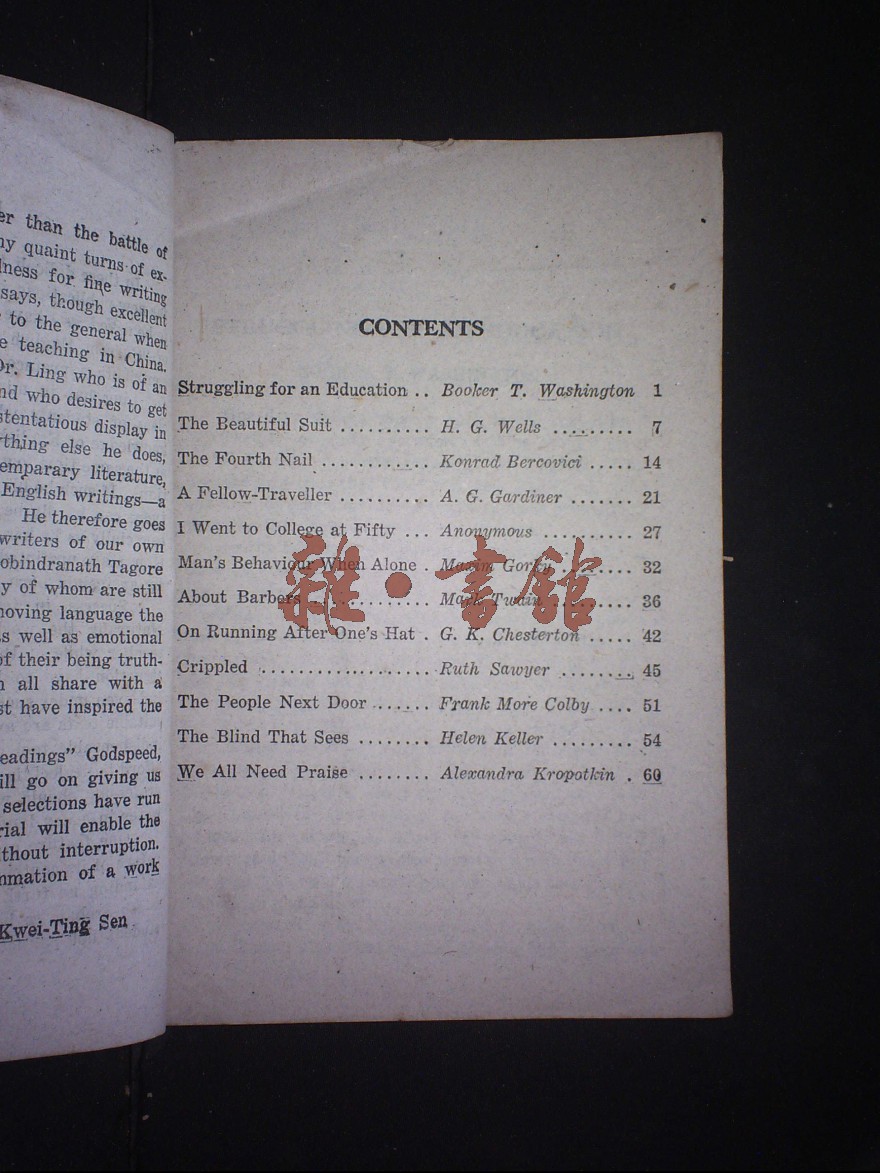 er than the battle of
ny quaint turns of ex-
lness for fine writing
says, though excellent
to the general when
e teaching in China.
Dr. Ling who is of an
nd who desires to get
stentatious display in
ything else he does,
emparary literature,
English writings—a
He therefore goes
writers of our own
obindranath Tagore
y of whom are still
moving language the
s well as emotional
of their being truth-
n all share with a
st have inspired the
eadings” Godspeed,
ill go on giving us
selections have run
rial will enable the
thout interruption.
mmation of a work
Kwei-Ting Sen
CONTENTS
Struggling for an Education .. Booker T. Washington 1
The Beautiful Suit .......... H. G. Wells ......... 7
The Fourth Nail ............ Konrad Bercovici ..... 14
A Fellow-Traveller .......... A. G. Gardiner ....... 21
I Went to College at Fifty ... Anonymous ......... 27
Man's Behaviour When Alone . Maxim Gorky ....... 32
About Barbers ............. Mark Twain ......... 36
On Running After One's Hat . G. K. Chesterton ..... 42
Crippled ................... Ruth Sawyer ........ 45
The People Next Door ....... Frank More Colby .... 51
The Blind That Sees ........ Helen Keller ......... 54
We All Need Praise ........ Alexandra Kropotkin . 60
雜·書館